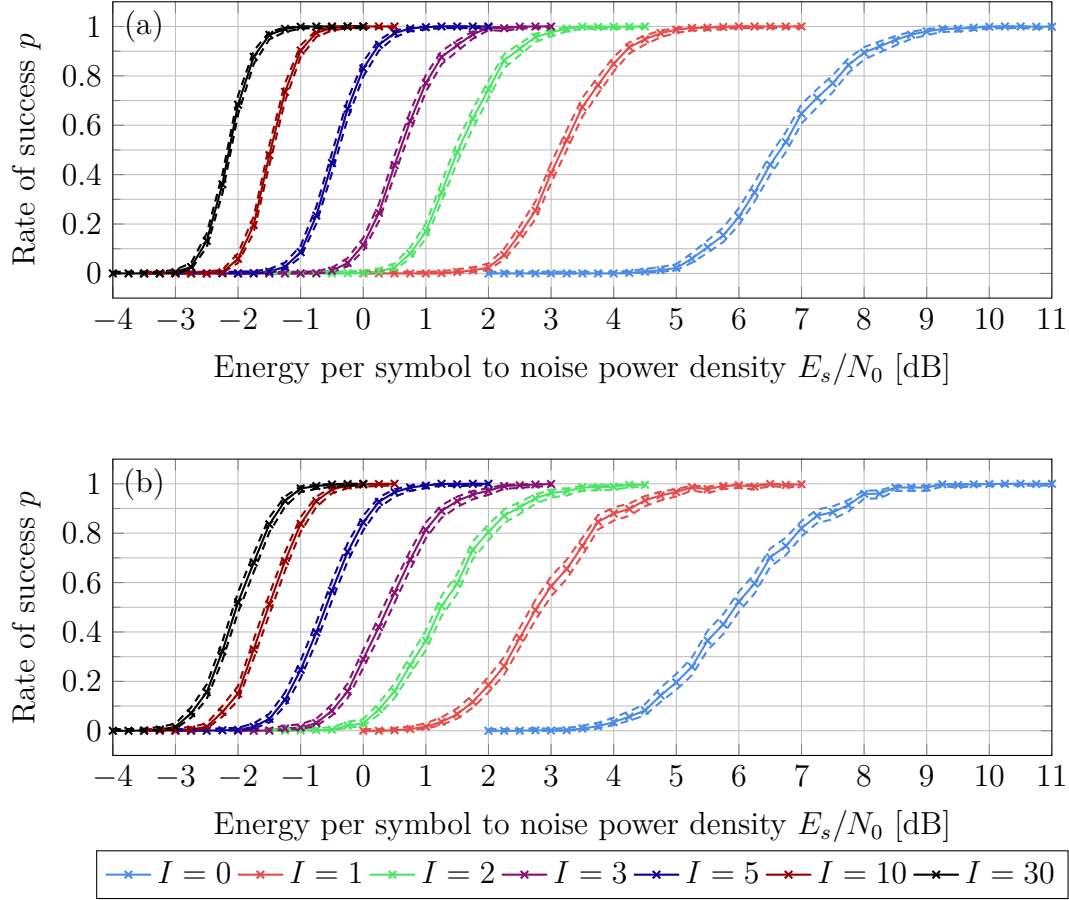 (a)
Rate of success p
1
0.8
0.6
0.4
0.2
0
−4 −3 −2 −1 0 1 2 3 4 5 6 7 8 9 10 11
Energy per symbol to noise power density E_s/N_0 [dB]
(b)
Rate of success p
1
0.8
0.6
0.4
0.2
0
−4 −3 −2 −1 0 1 2 3 4 5 6 7 8 9 10 11
Energy per symbol to noise power density E_s/N_0 [dB]
I = 0 I = 1 I = 2 I = 3 I = 5 I = 10 I = 30